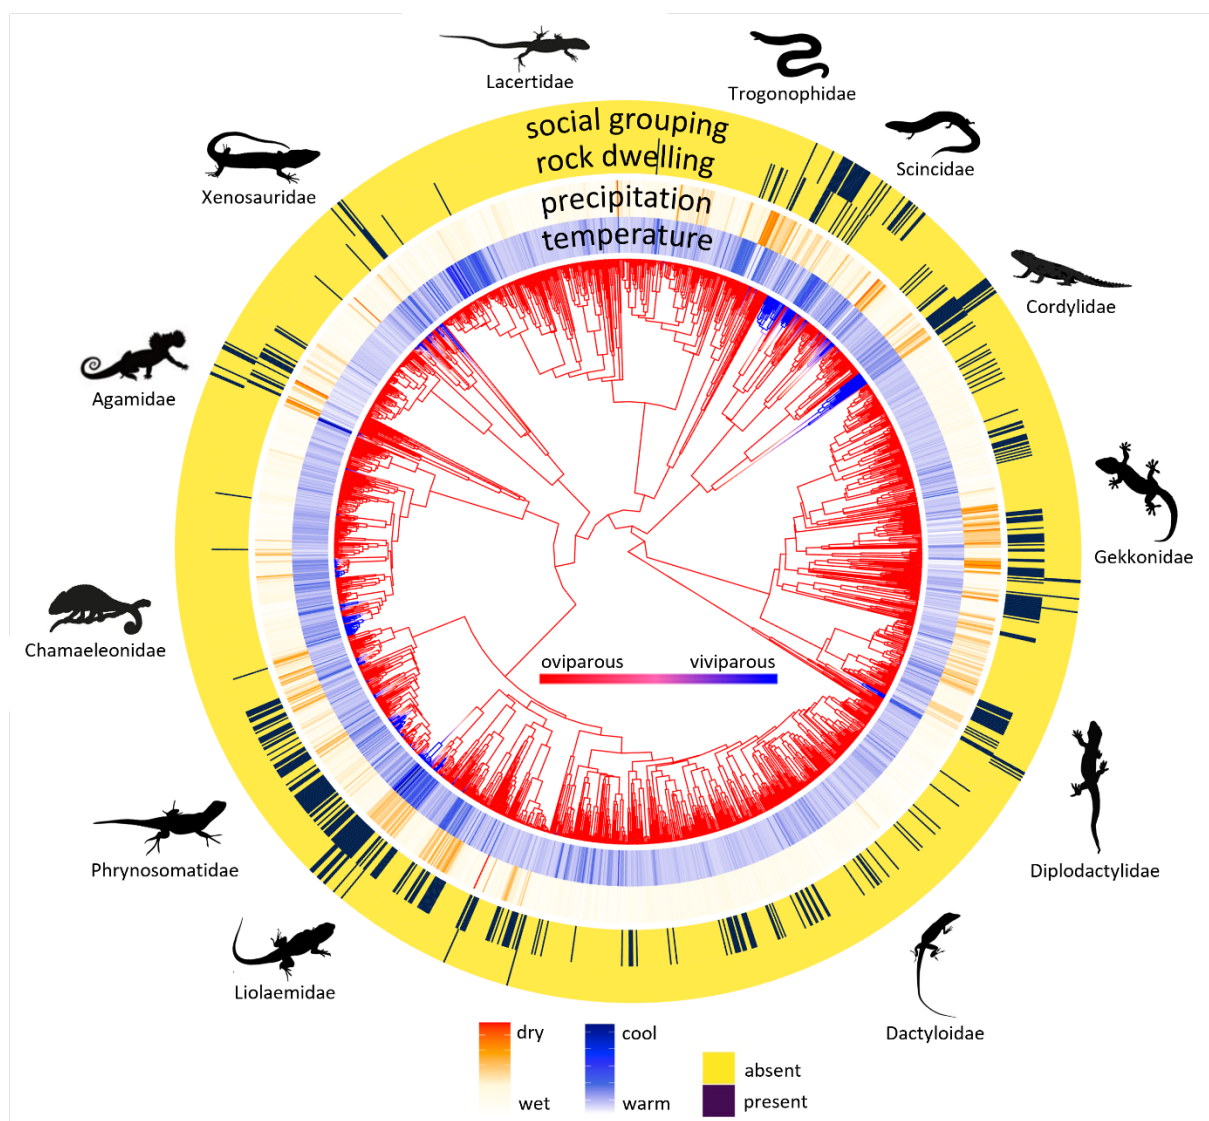 Lacertidae
Trogonophidae
social grouping
rock dwelling
Scincidae
Xenosauridae
precipitation
temperature
Cordylidae
Agamidae
Gekkonidae
Chamaeleonidae
oviparous viviparous
Phrynosomatidae
Diplodactylidae
Liolaemidae
Dactyloidae
dry cool
absent
wet warm present